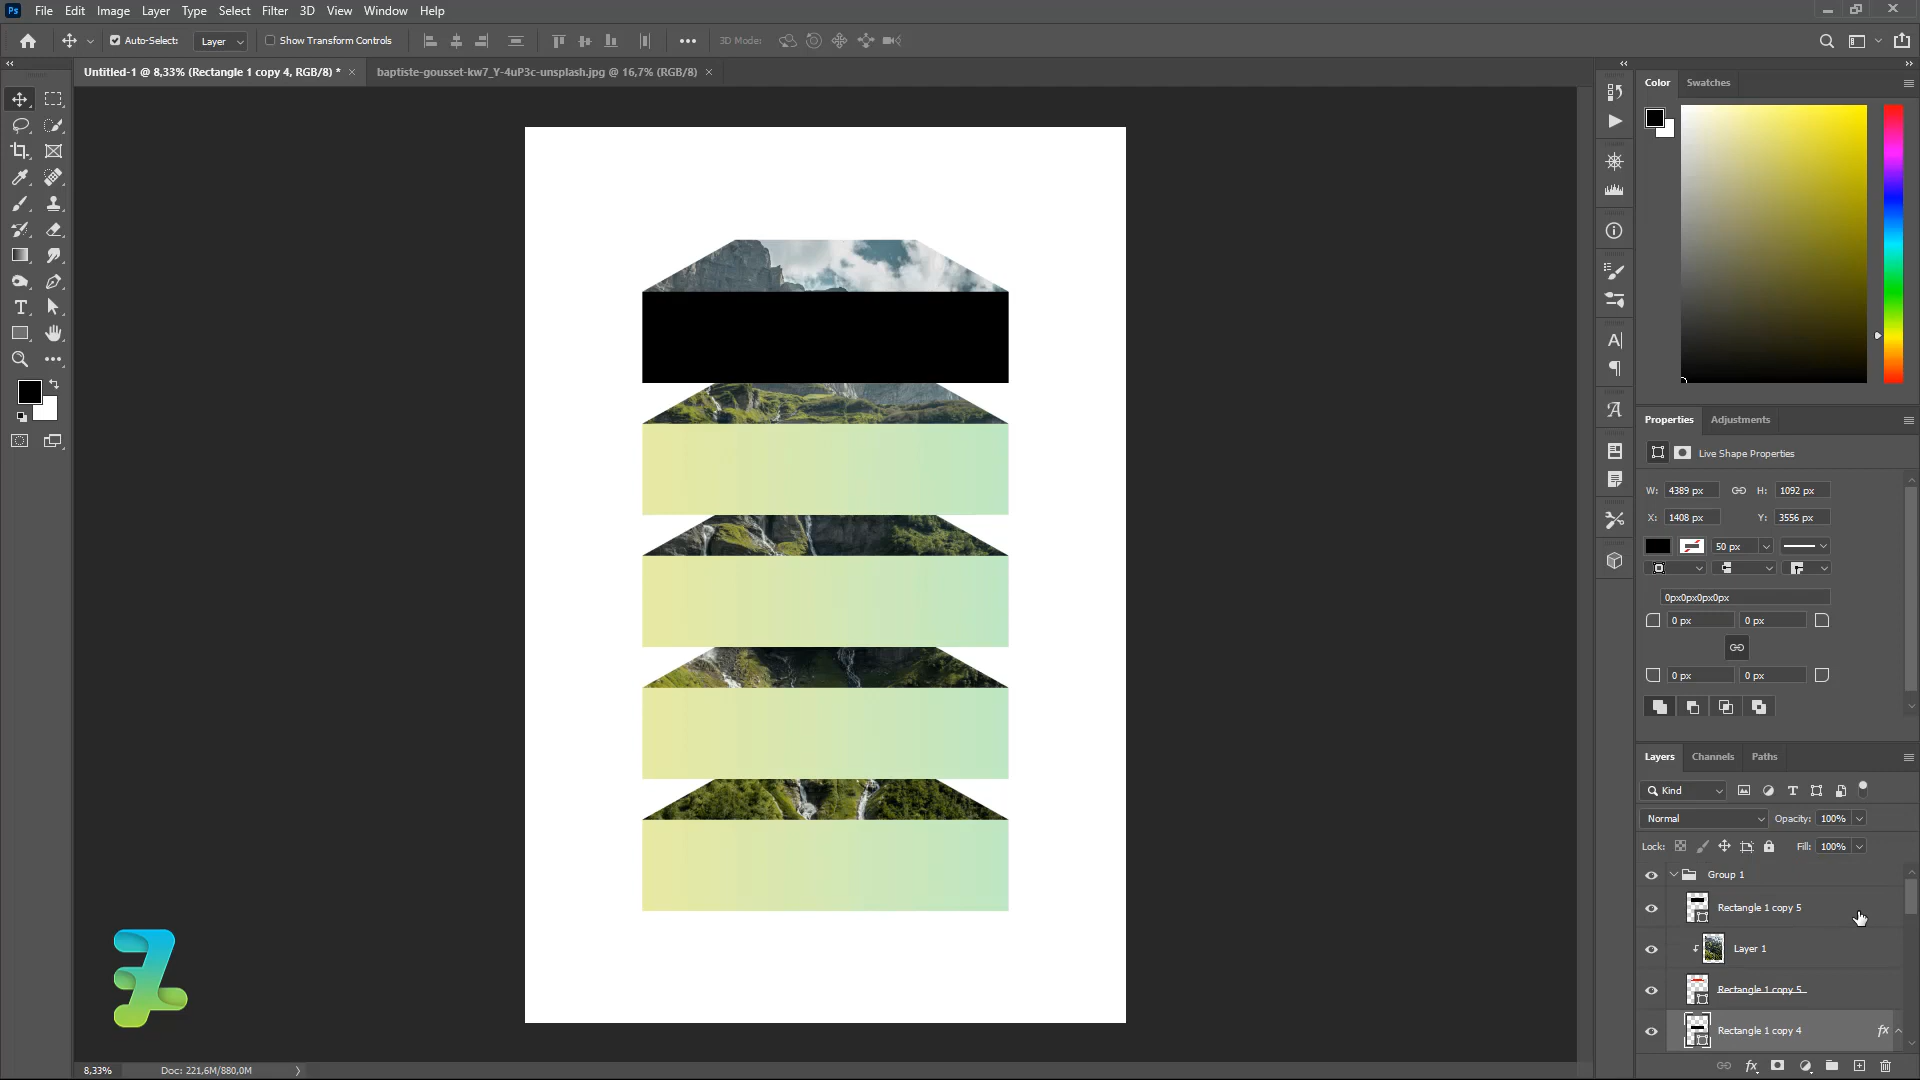 Ps File Edit Image Layer Type Select Filter 3D View Window Help
Auto-Select: Layer Show Transform Controls 3D Mode:
Untitled-1 @ 8,33% (Rectangle 1 copy 4, RGB/8) * × baptiste-gousset-kw7_Y-4uP3c-unsplash.jpg @ 16,7% (RGB/8) ×
Color Swatches
Properties Adjustments
Live Shape Properties
W: 4389 px H: 1092 px
X: 1408 px Y: 3556 px
50 px
0px0px0px0px
0 px 0 px
0 px 0 px
Layers Channels Paths
Kind
Normal Opacity: 100%
Lock: Fill: 100%
Group 1
Rectangle 1 copy 5
Layer 1
Rectangle 1 copy 5
Rectangle 1 copy 4 fx
fx
8,33% Doc: 221,6M/880,0M